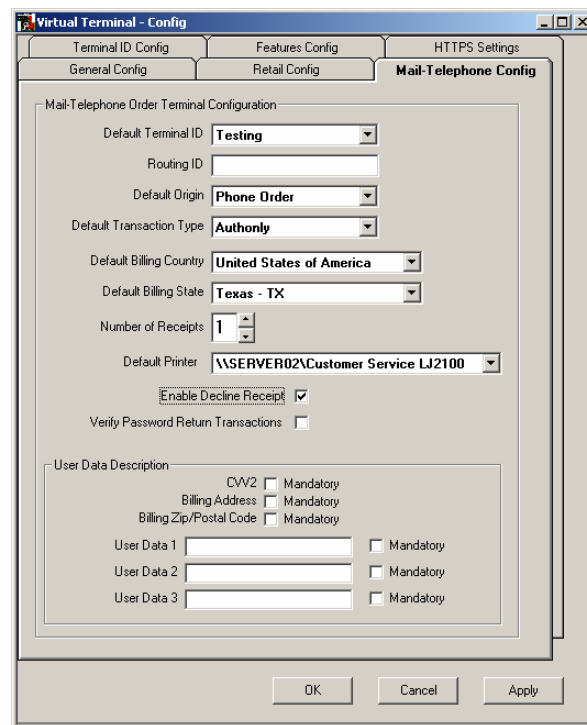 Virtual Terminal - Config
Terminal ID Config Features Config HTTPS Settings
General Config Retail Config Mail-Telephone Config
Mail-Telephone Order Terminal Configuration
Default Terminal ID Testing
Routing ID
Default Origin Phone Order
Default Transaction Type Authonly
Default Billing Country United States of America
Default Billing State Texas - TX
Number of Receipts 1
Default Printer \\SERVER02\Customer Service LJ2100
Enable Decline Receipt
Verify Password Return Transactions
User Data Description
CVV2 Mandatory
Billing Address Mandatory
Billing Zip/Postal Code Mandatory
User Data 1 Mandatory
User Data 2 Mandatory
User Data 3 Mandatory
OK Cancel Apply